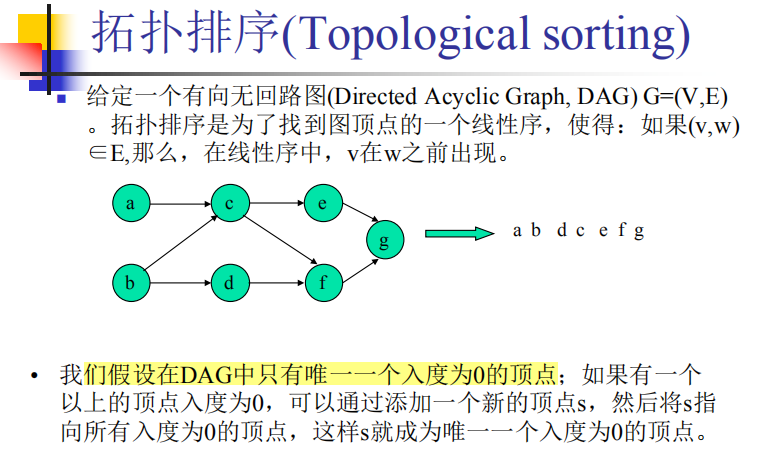 拓扑排序(Topological sorting)
给定一个有向无回路图(Directed Acyclic Graph, DAG) G=(V,E)
。拓扑排序是为了找到图顶点的一个线性序，使得：如果(v,w)
∈E,那么，在线性序中，v在w之前出现。
a c e
g
a b d c e f g
b d f
• 我们假设在DAG中只有唯一一个入度为0的顶点；如果有一个
以上的顶点入度为0，可以通过添加一个新的顶点s，然后将s指
向所有入度为0的顶点，这样s就成为唯一一个入度为0的顶点。